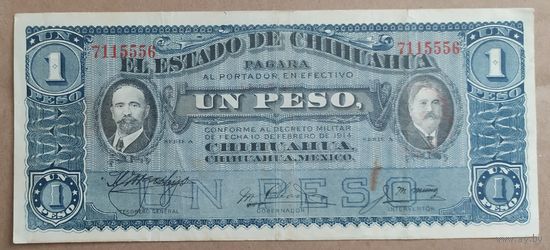 UN UN
7115556 7115556
EL ESTADO DE CHIHUAHUA
1 PAGARA 1
AL PORTADOR, EN EFECTIVO
PESO PESO
UN PESO,
CONFORME AL DECRETO MILITAR
DE FECHA 10 DE FEBRERO DE 1914.
SERIE A SERIE A
CHIHUAHUA,
CHIHUAHUA, MEXICO.
UN UN
1 UN PESO 1
TESORERO GENERAL GOBERNADOR INTERVENTOR
PESO PESO
ay.by